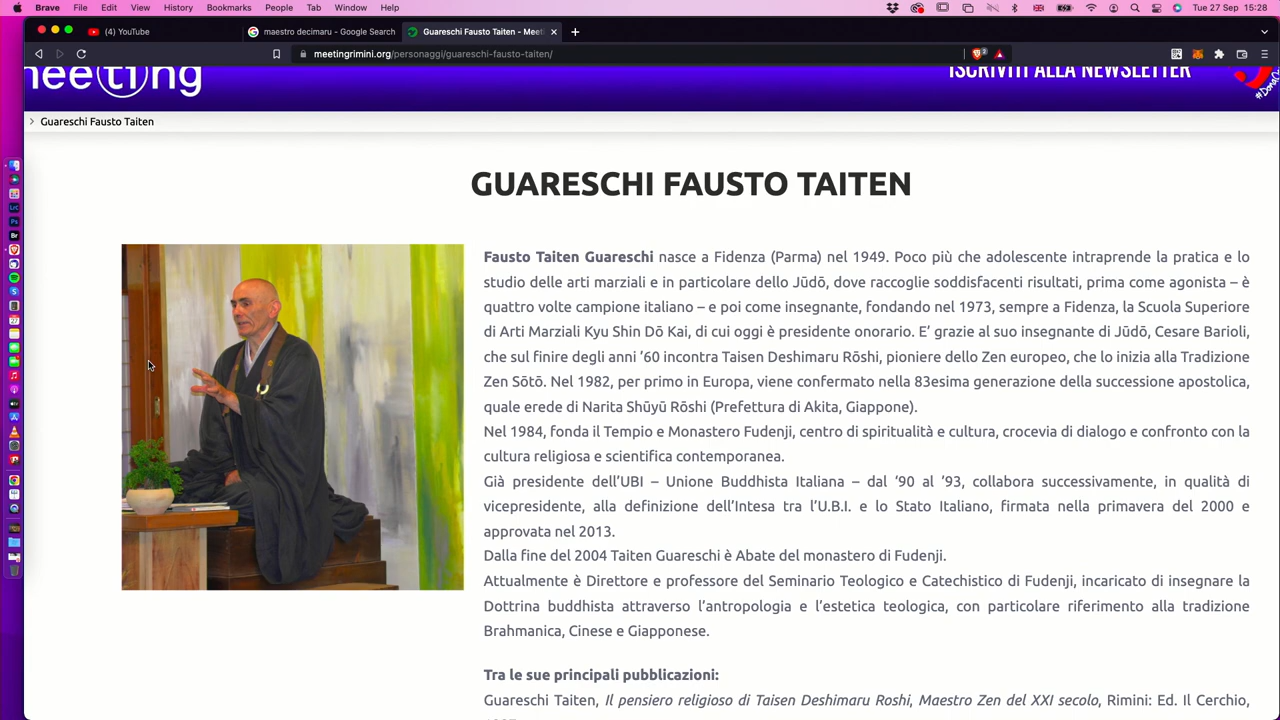 Brave File Edit View History Bookmarks People Tab Window Help Tue 27 Sep 15:28
(4) YouTube maestro decimaru - Google Search Guareschi Fausto Taiten - Meet
meetingrimini.org/personaggi/guareschi-fausto-taiten/
meeting ISCRIVITI ALLA NEWSLETTER
Guareschi Fausto Taiten
GUARESCHI FAUSTO TAITEN
Fausto Taiten Guareschi nasce a Fidenza (Parma) nel 1949. Poco più che adolescente intraprende la pratica e lo
studio delle arti marziali e in particolare dello Jūdō, dove raccoglie soddisfacenti risultati, prima come agonista – è
quattro volte campione italiano – e poi come insegnante, fondando nel 1973, sempre a Fidenza, la Scuola Superiore
di Arti Marziali Kyu Shin Dō Kai, di cui oggi è presidente onorario. E’ grazie al suo insegnante di Jūdō, Cesare Barioli,
che sul finire degli anni ’60 incontra Taisen Deshimaru Rōshi, pioniere dello Zen europeo, che lo inizia alla Tradizione
Zen Sōtō. Nel 1982, per primo in Europa, viene confermato nella 83esima generazione della successione apostolica,
quale erede di Narita Shūyū Rōshi (Prefettura di Akita, Giappone).
Nel 1984, fonda il Tempio e Monastero Fudenji, centro di spiritualità e cultura, crocevia di dialogo e confronto con la
cultura religiosa e scientifica contemporanea.
Già presidente dell’UBI – Unione Buddhista Italiana – dal ’90 al ’93, collabora successivamente, in qualità di
vicepresidente, alla definizione dell’Intesa tra l’U.B.I. e lo Stato Italiano, firmata nella primavera del 2000 e
approvata nel 2013.
Dalla fine del 2004 Taiten Guareschi è Abate del monastero di Fudenji.
Attualmente è Direttore e professore del Seminario Teologico e Catechistico di Fudenji, incaricato di insegnare la
Dottrina buddhista attraverso l’antropologia e l’estetica teologica, con particolare riferimento alla tradizione
Brahmanica, Cinese e Giapponese.
Tra le sue principali pubblicazioni:
Guareschi Taiten, Il pensiero religioso di Taisen Deshimaru Roshi, Maestro Zen del XXI secolo, Rimini: Ed. Il Cerchio,